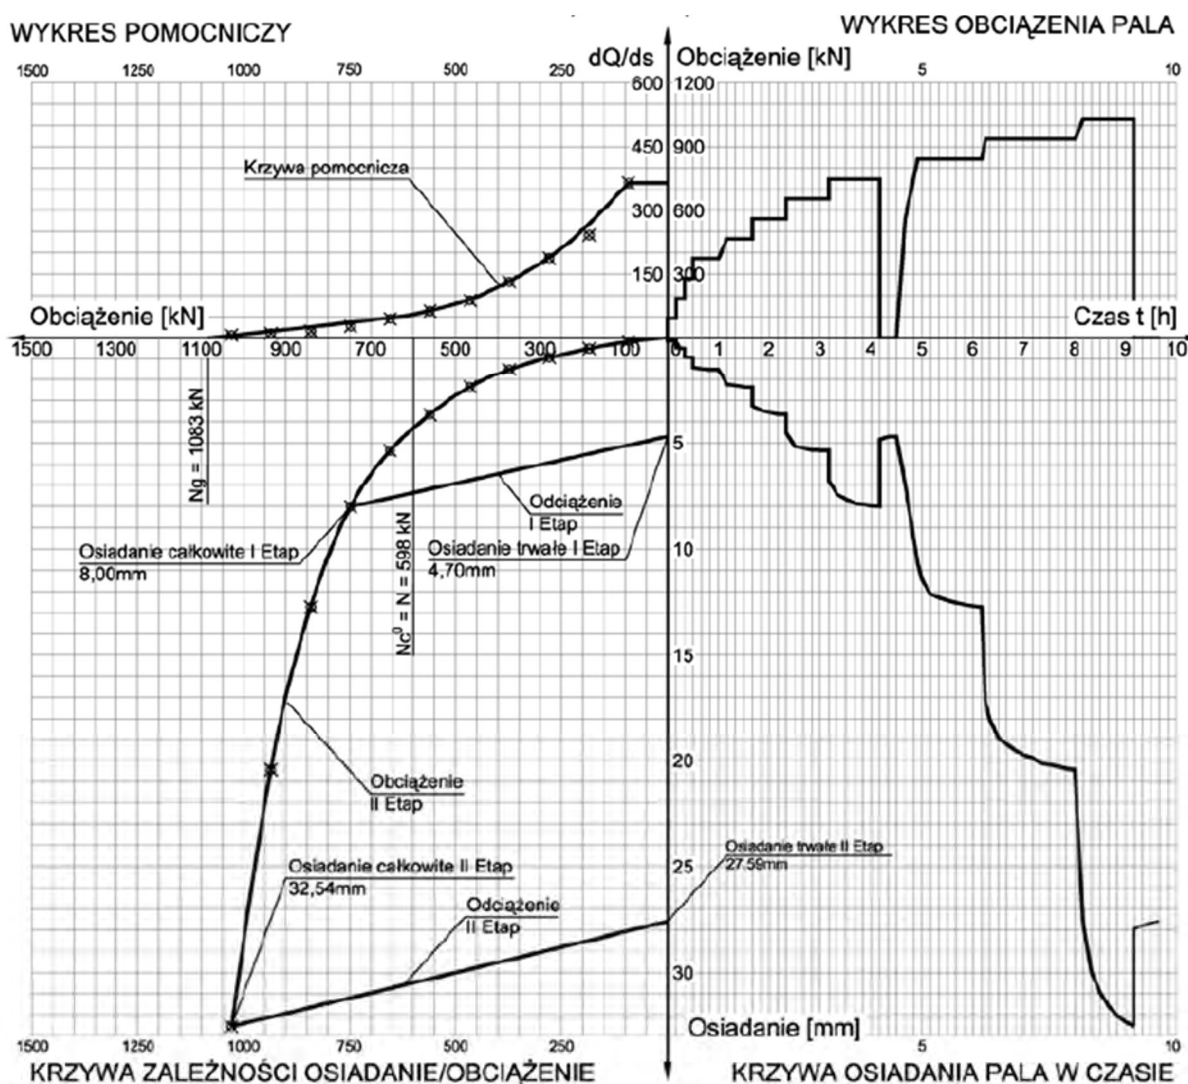 WYKRES POMOCNICZY
WYKRES OBCIĄZENIA PALA
1500 1250 1000 750 500 250 dQ/ds Obciążenie [kN] 5 10
600 1200
450 900
Krzywa pomocnicza
300 600
150 300
Obciążenie [kN]
Czas t [h]
1500 1300 1100 900 700 500 300 100 0 1 2 3 4 5 6 7 8 9 10
Ng = 1083 kN
5
Odciążenie
I Etap
Osiadanie całkowite I Etap
8,00mm
Osiadanie trwałe I Etap
4,70mm
10
Nc⁰ = N = 598 kN
15
20
Obciążenie
II Etap
Osiadanie trwałe II Etap
27,59mm
25
Osiadanie całkowite II Etap
32,54mm
Odciążenie
II Etap
30
Osiadanie [mm]
1500 1250 1000 750 500 250 5 10
KRZYWA ZALEŻNOŚCI OSIADANIE/OBCIĄŻENIE
KRZYWA OSIADANIA PALA W CZASIE